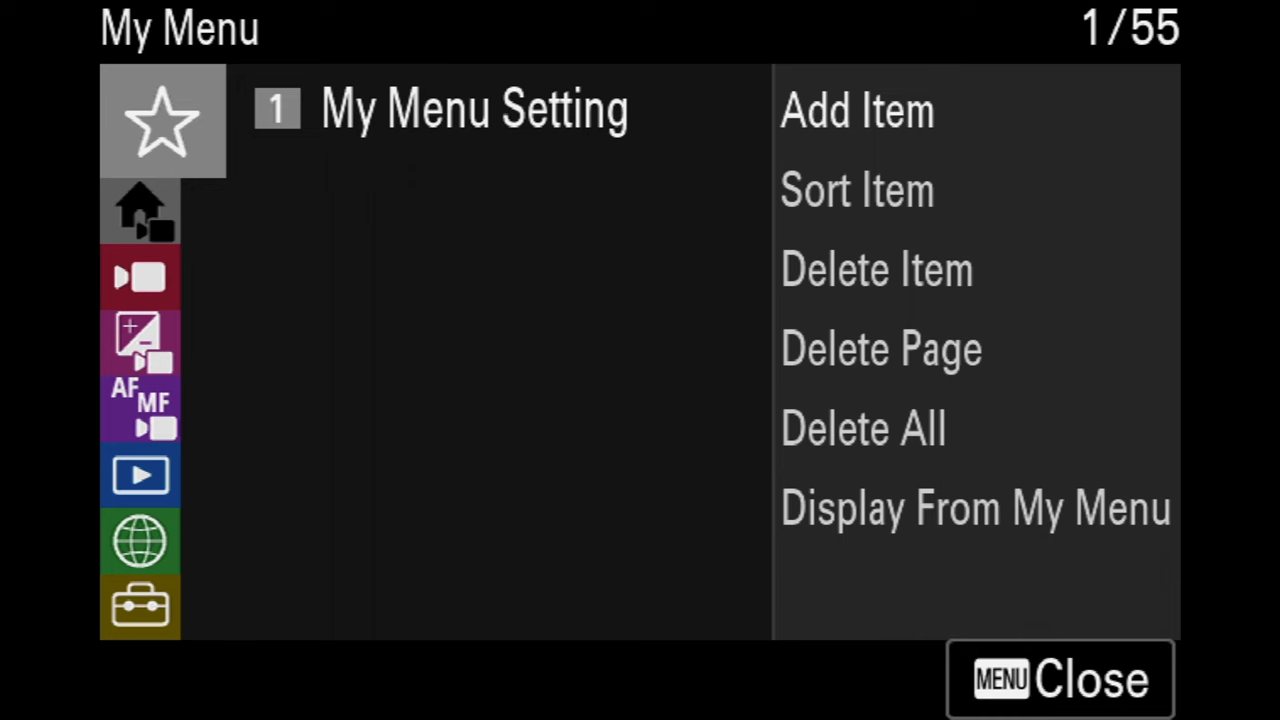 My Menu 1/55
1 My Menu Setting
Add Item
Sort Item
Delete Item
Delete Page
Delete All
Display From My Menu
AF MF
MENU Close